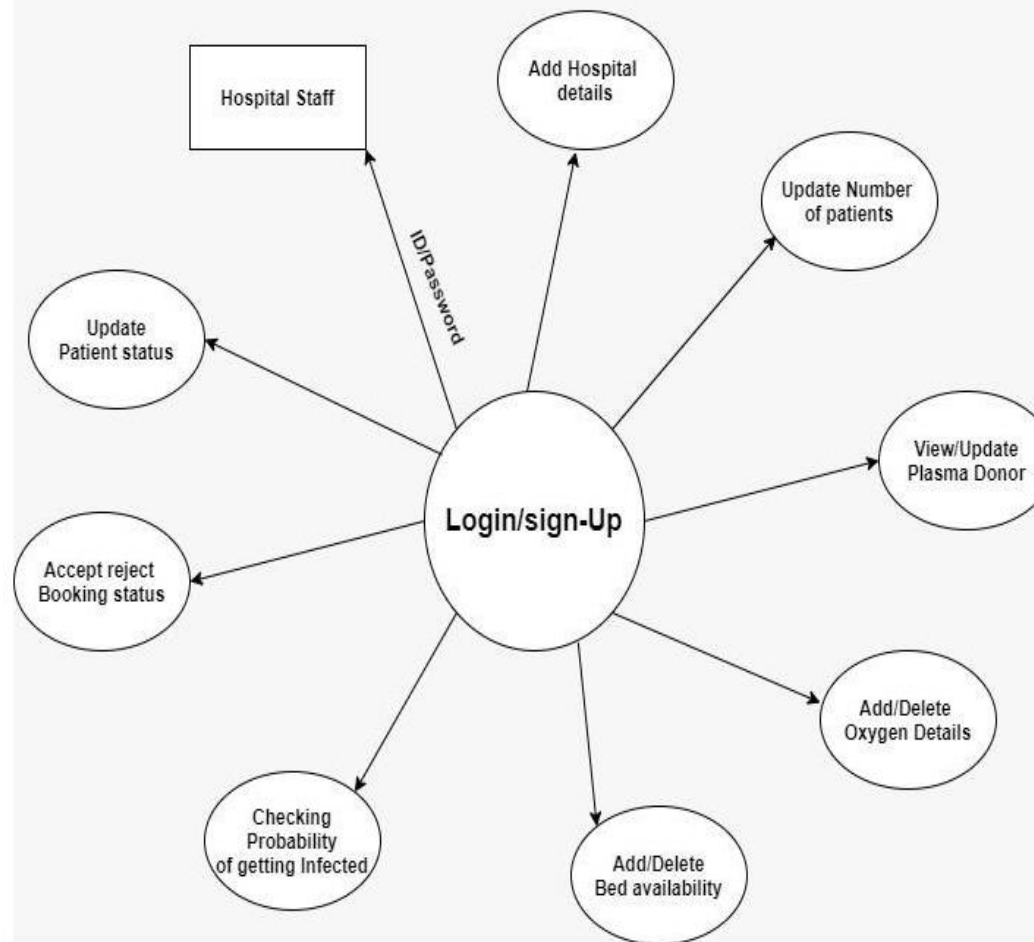 Hospital Staff
Add Hospital
details
Update Number
of patients
ID/Password
Update
Patient status
View/Update
Plasma Donor
Login/sign-Up
Accept reject
Booking status
Add/Delete
Oxygen Details
Checking
Probability
of getting Infected
Add/Delete
Bed availability